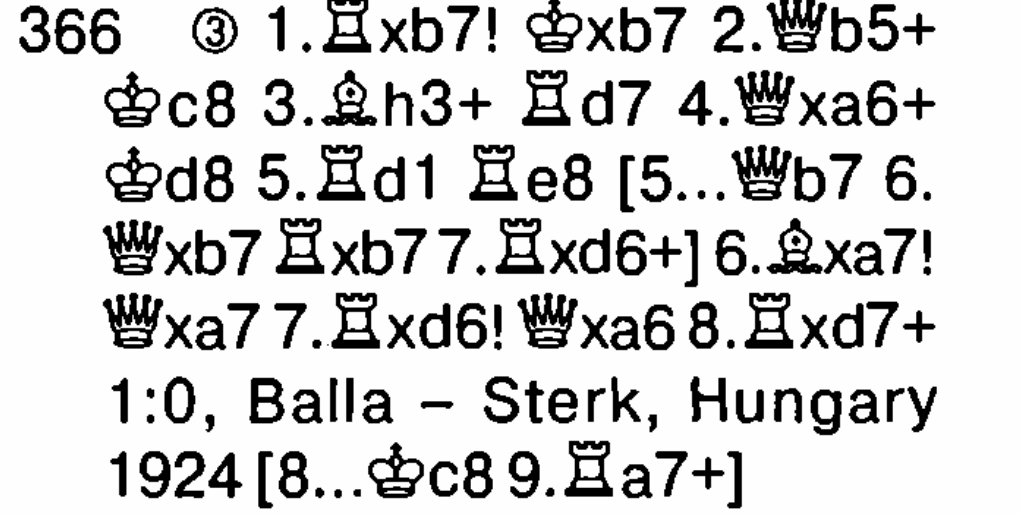 366 ③ 1.♖xb7! ♔xb7 2.♕b5+
♔c8 3.♗h3+ ♖d7 4.♕xa6+
♔d8 5.♖d1 ♖e8 [5...♕b7 6.
♕xb7 ♖xb7 7.♖xd6+] 6.♗xa7!
♕xa7 7.♖xd6! ♕xa6 8.♖xd7+
1:0, Balla – Sterk, Hungary
1924 [8...♔c8 9.♖a7+]